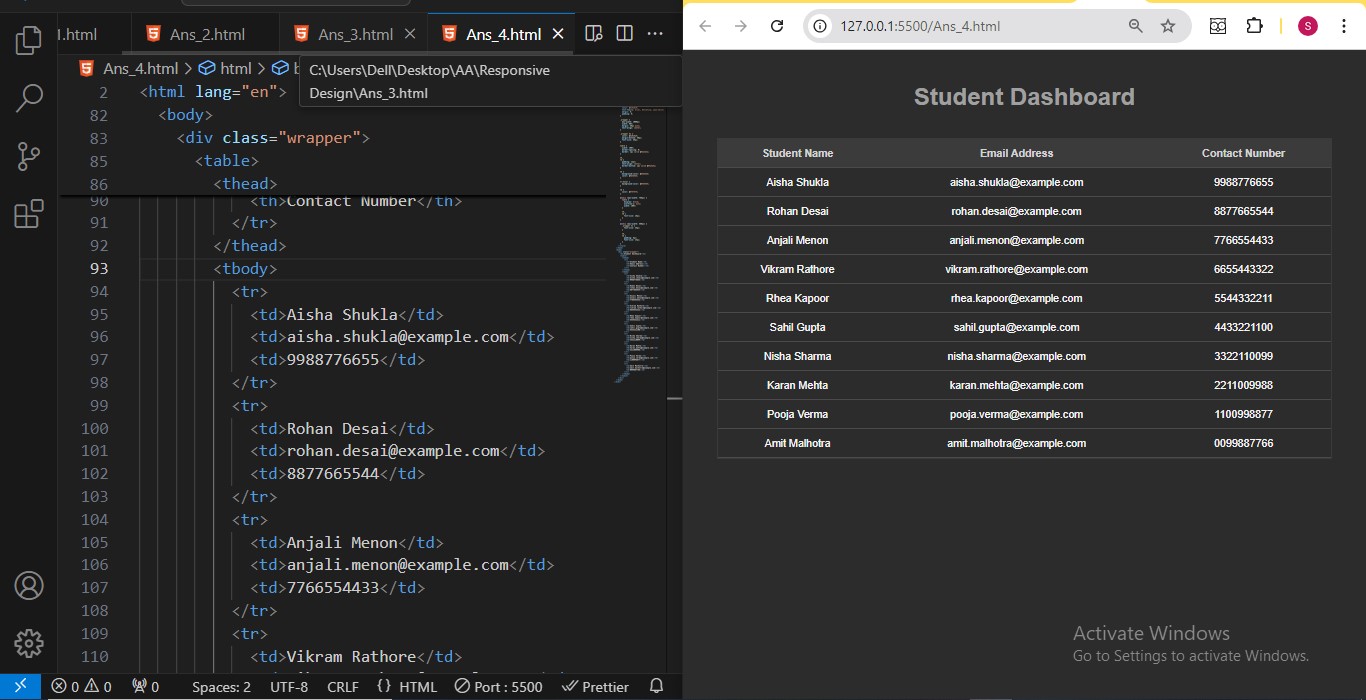 l.html
Ans_2.html
Ans_3.html
Ans_4.html
Ans_4.html > html > b
C:\Users\Dell\Desktop\AA\Responsive
Design\Ans_3.html
2 <html lang="en">
82 <body>
83 <div class="wrapper">
85 <table>
86 <thead>
90 <th>Contact Number</th>
91 </tr>
92 </thead>
93 <tbody>
94 <tr>
95 <td>Aisha Shukla</td>
96 <td>aisha.shukla@example.com</td>
97 <td>9988776655</td>
98 </tr>
99 <tr>
100 <td>Rohan Desai</td>
101 <td>rohan.desai@example.com</td>
102 <td>8877665544</td>
103 </tr>
104 <tr>
105 <td>Anjali Menon</td>
106 <td>anjali.menon@example.com</td>
107 <td>7766554433</td>
108 </tr>
109 <tr>
110 <td>Vikram Rathore</td>
0 0 0 Spaces: 2 UTF-8 CRLF {} HTML Port : 5500 Prettier
127.0.0.1:5500/Ans_4.html
S
Student Dashboard
Student Name Email Address Contact Number
Aisha Shukla aisha.shukla@example.com 9988776655
Rohan Desai rohan.desai@example.com 8877665544
Anjali Menon anjali.menon@example.com 7766554433
Vikram Rathore vikram.rathore@example.com 6655443322
Rhea Kapoor rhea.kapoor@example.com 5544332211
Sahil Gupta sahil.gupta@example.com 4433221100
Nisha Sharma nisha.sharma@example.com 3322110099
Karan Mehta karan.mehta@example.com 2211009988
Pooja Verma pooja.verma@example.com 1100998877
Amit Malhotra amit.malhotra@example.com 0099887766
Activate Windows
Go to Settings to activate Windows.